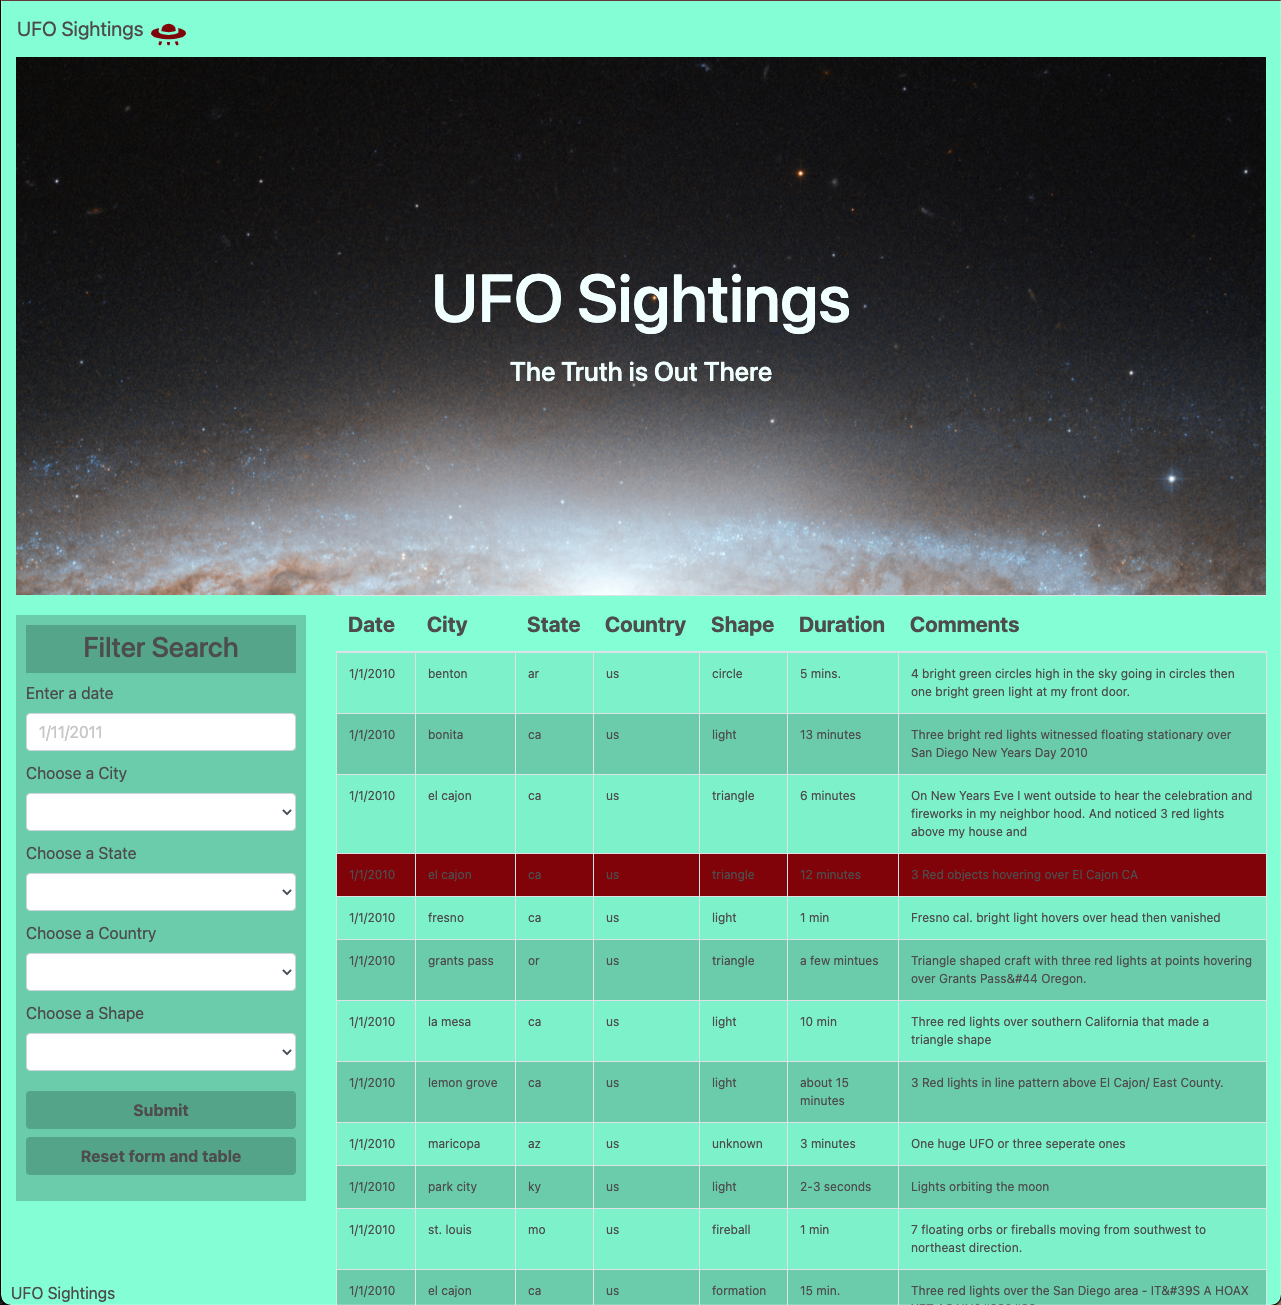 UFO Sightings
UFO Sightings
The Truth is Out There
Filter Search
Enter a date
1/11/2011
Choose a City
Choose a State
Choose a Country
Choose a Shape
Submit
Reset form and table
Date City State Country Shape Duration Comments
1/1/2010 benton ar us circle 5 mins. 4 bright green circles high in the sky going in circles then
one bright green light at my front door.
1/1/2010 bonita ca us light 13 minutes Three bright red lights witnessed floating stationary over
San Diego New Years Day 2010
1/1/2010 el cajon ca us triangle 6 minutes On New Years Eve I went outside to hear the celebration and
fireworks in my neighbor hood. And noticed 3 red lights
above my house and
1/1/2010 el cajon ca us triangle 12 minutes 3 Red objects hovering over El Cajon CA
1/1/2010 fresno ca us light 1 min Fresno cal. bright light hovers over head then vanished
1/1/2010 grants pass or us triangle a few mintues Triangle shaped craft with three red lights at points hovering
over Grants Pass&#44 Oregon.
1/1/2010 la mesa ca us light 10 min Three red lights over southern California that made a
triangle shape
1/1/2010 lemon grove ca us light about 15 3 Red lights in line pattern above El Cajon/ East County.
minutes
1/1/2010 maricopa az us unknown 3 minutes One huge UFO or three seperate ones
1/1/2010 park city ky us light 2-3 seconds Lights orbiting the moon
1/1/2010 st. louis mo us fireball 1 min 7 floating orbs or fireballs moving from southwest to
northeast direction.
1/1/2010 el cajon ca us formation 15 min. Three red lights over the San Diego area - IT&#39S A HOAX
UFO Sightings